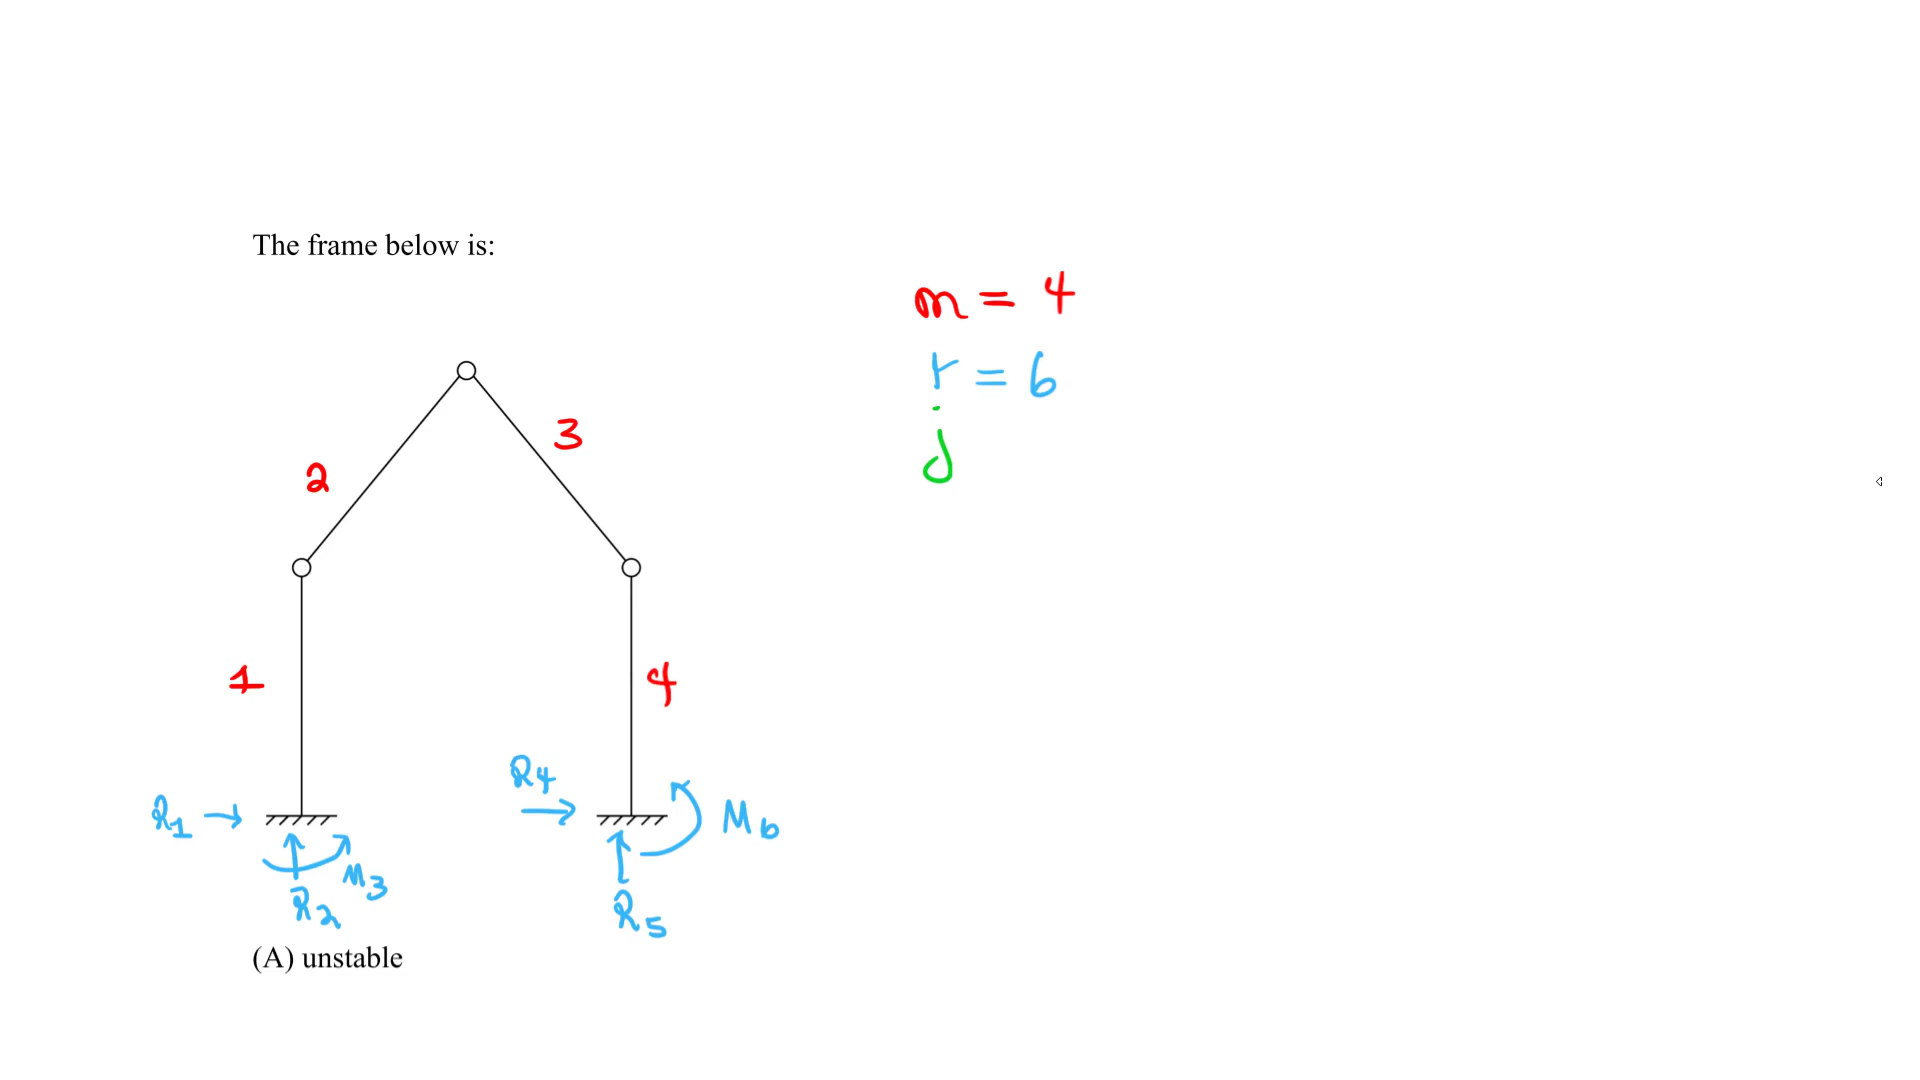 The frame below is:
m = 4
r = 6
j
3
2
1
4
R4
R1
M6
M3
R2
R5
(A) unstable